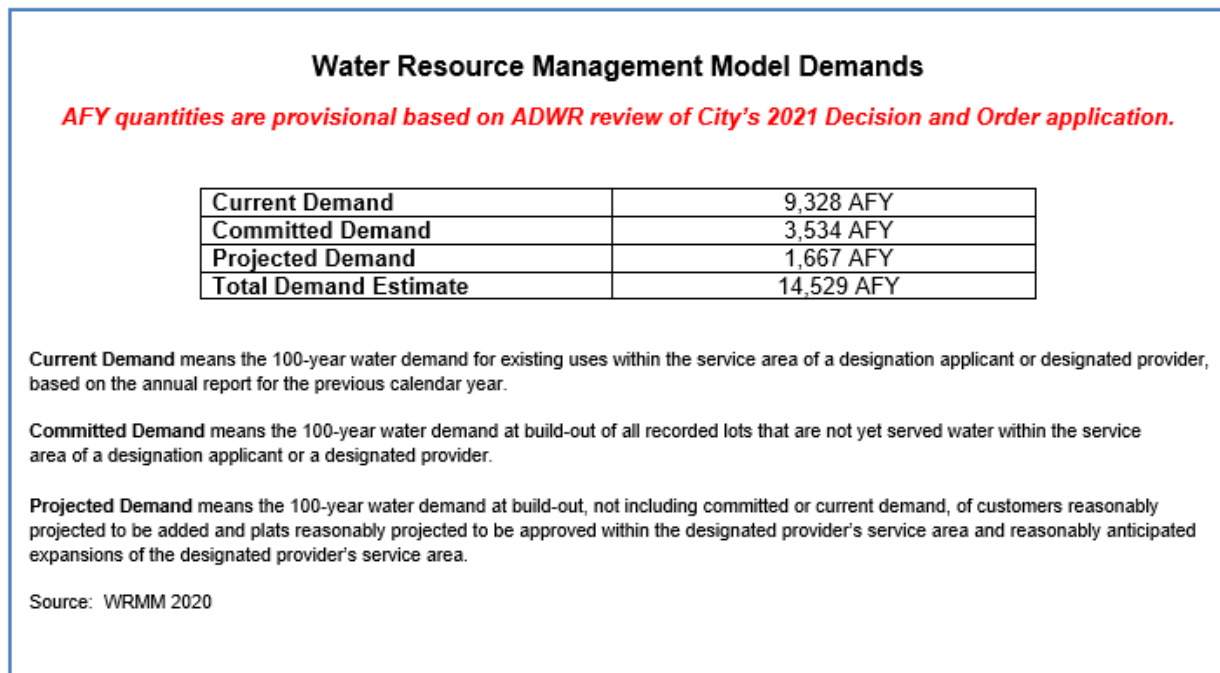 Water Resource Management Model Demands
AFY quantities are provisional based on ADWR review of City's 2021 Decision and Order application.
Current Demand 9,328 AFY
Committed Demand 3,534 AFY
Projected Demand 1,667 AFY
Total Demand Estimate 14,529 AFY
Current Demand means the 100-year water demand for existing uses within the service area of a designation applicant or designated provider,
based on the annual report for the previous calendar year.
Committed Demand means the 100-year water demand at build-out of all recorded lots that are not yet served water within the service
area of a designation applicant or a designated provider.
Projected Demand means the 100-year water demand at build-out, not including committed or current demand, of customers reasonably
projected to be added and plats reasonably projected to be approved within the designated provider's service area and reasonably anticipated
expansions of the designated provider's service area.
Source: WRMM 2020